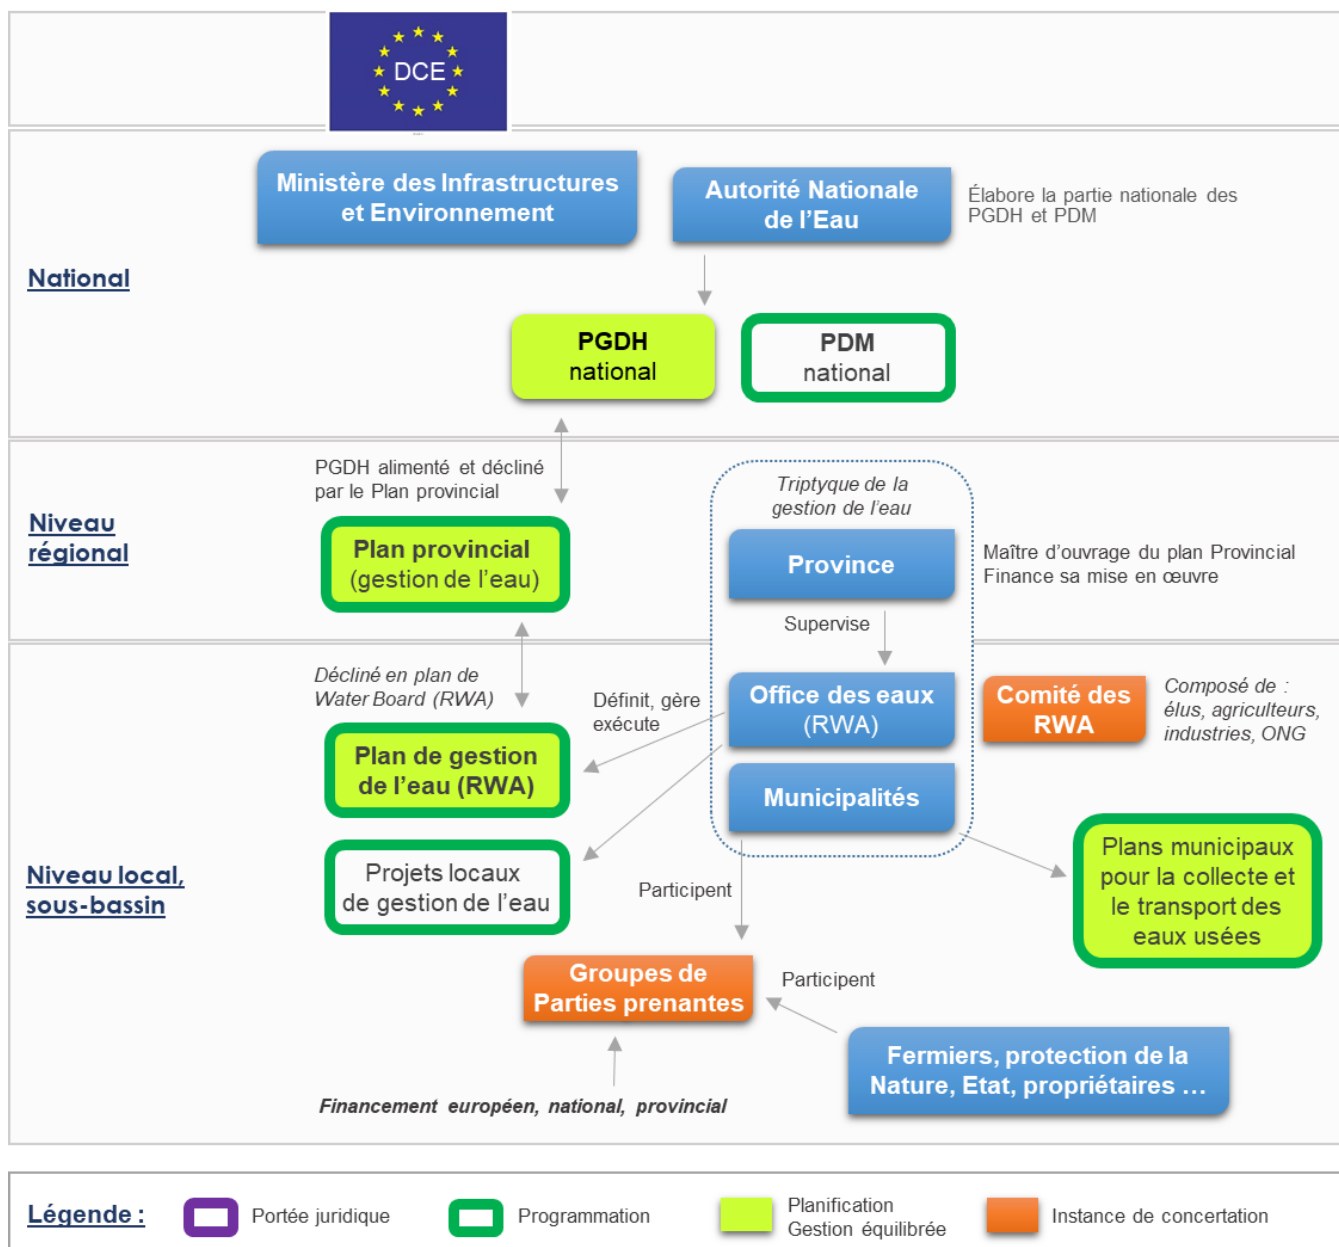 DCE
Ministère des Infrastructures
et Environnement
Autorité Nationale
de l'Eau
Élabore la partie nationale des
PGDH et PDM
National
PGDH
national
PDM
national
PGDH alimenté et décliné
par le Plan provincial
Triptyque de la
gestion de l'eau
Niveau
régional
Plan provincial
(gestion de l'eau)
Province
Maître d'ouvrage du plan Provincial
Finance sa mise en œuvre
Supervise
Décliné en plan de
Water Board (RWA)
Définit, gère
exécute
Office des eaux
(RWA)
Comité des
RWA
Composé de :
élus, agriculteurs,
industries, ONG
Plan de gestion
de l'eau (RWA)
Municipalités
Niveau local,
sous-bassin
Projets locaux
de gestion de l'eau
Participent
Plans municipaux
pour la collecte et
le transport des
eaux usées
Groupes de
Parties prenantes
Participent
Fermiers, protection de la
Nature, Etat, propriétaires ...
Financement européen, national, provincial
Légende :
Portée juridique
Programmation
Planification
Gestion équilibrée
Instance de concertation